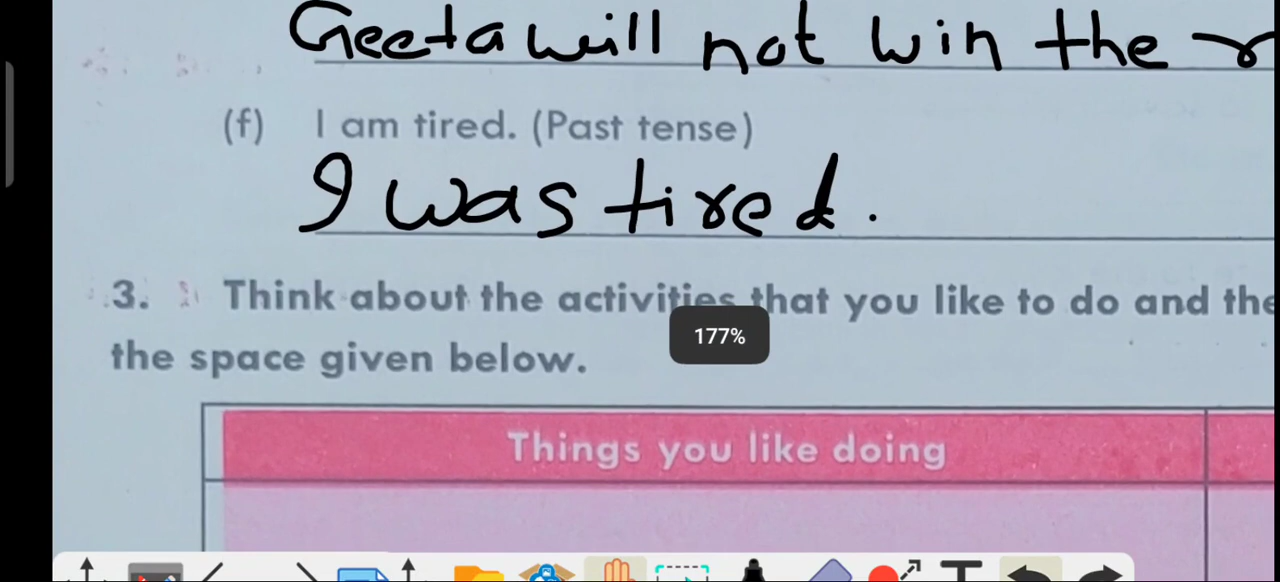 Geeta will not win the
(f) I am tired. (Past tense)
I was tired.
3. Think about the activities that you like to do and the
the space given below.
177%
Things you like doing